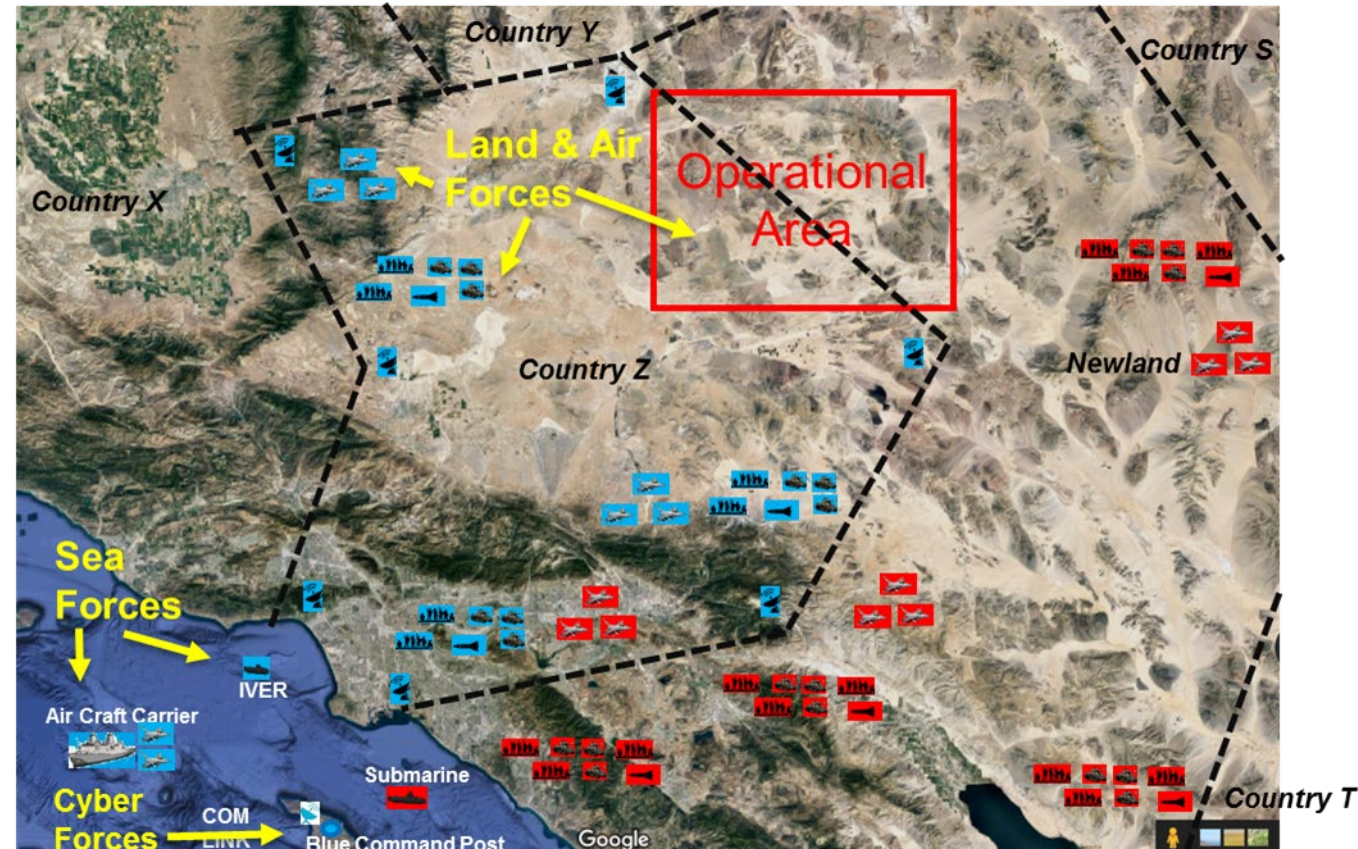 Country Y
Country S
Land & Air
Forces
Operational
Area
Country X
Newland
Country Z
Sea
Forces
IVER
Air Craft Carrier
Submarine
Cyber
Forces
COM
LINK
Blue Command Post
Google
Country T